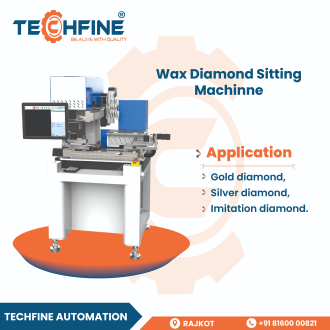 TECHFINE®
BE ALIVE WITH QUALITY
Wax Diamond Sitting
Machinne
Application
Gold diamond,
Silver diamond,
Imitation diamond.
TECHFINE AUTOMATION
RAJKOT
+91 81600 00821